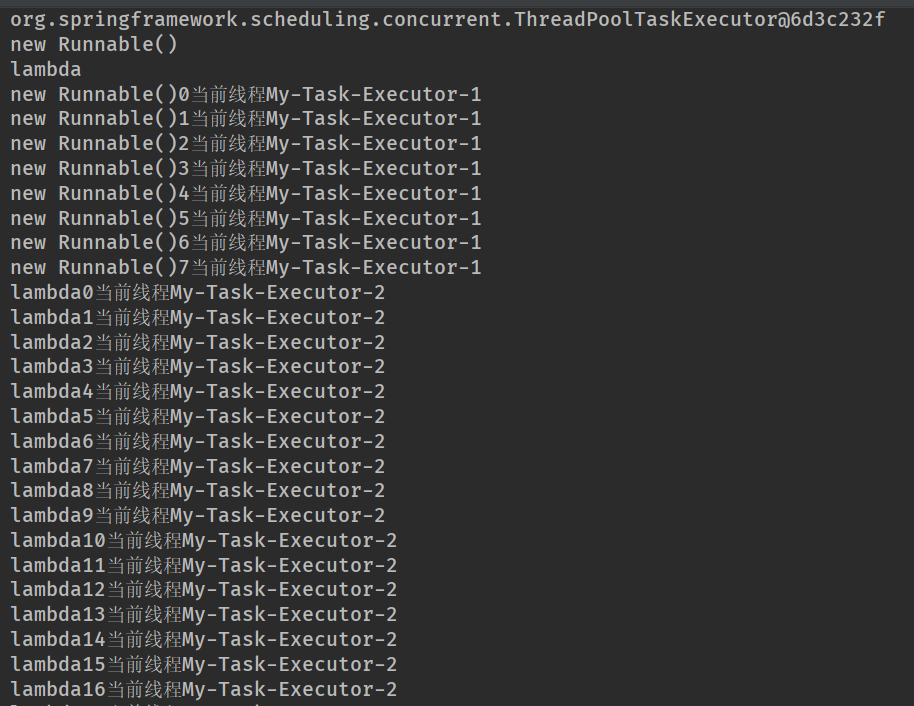 org.springframework.scheduling.concurrent.ThreadPoolTaskExecutor@6d3c232f
new Runnable()
lambda
new Runnable()0当前线程My-Task-Executor-1
new Runnable()1当前线程My-Task-Executor-1
new Runnable()2当前线程My-Task-Executor-1
new Runnable()3当前线程My-Task-Executor-1
new Runnable()4当前线程My-Task-Executor-1
new Runnable()5当前线程My-Task-Executor-1
new Runnable()6当前线程My-Task-Executor-1
new Runnable()7当前线程My-Task-Executor-1
lambda0当前线程My-Task-Executor-2
lambda1当前线程My-Task-Executor-2
lambda2当前线程My-Task-Executor-2
lambda3当前线程My-Task-Executor-2
lambda4当前线程My-Task-Executor-2
lambda5当前线程My-Task-Executor-2
lambda6当前线程My-Task-Executor-2
lambda7当前线程My-Task-Executor-2
lambda8当前线程My-Task-Executor-2
lambda9当前线程My-Task-Executor-2
lambda10当前线程My-Task-Executor-2
lambda11当前线程My-Task-Executor-2
lambda12当前线程My-Task-Executor-2
lambda13当前线程My-Task-Executor-2
lambda14当前线程My-Task-Executor-2
lambda15当前线程My-Task-Executor-2
lambda16当前线程My-Task-Executor-2